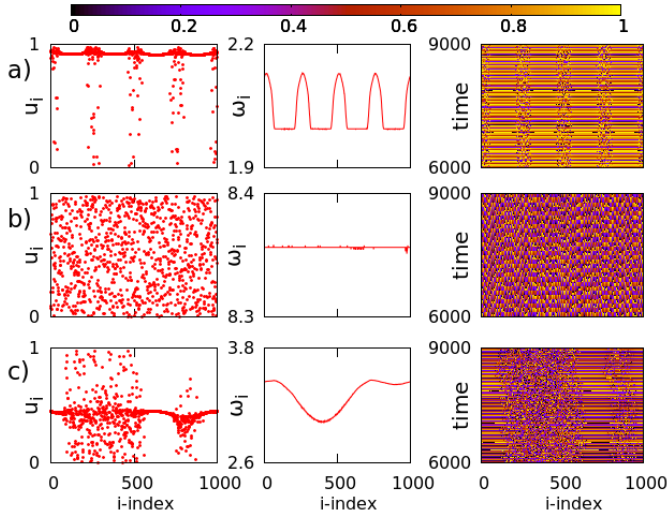 0 0.2 0.4 0.6 0.8 1
a) 1 u_i 0 2.2 ω_i 1.9 9000 time 6000
b) 1 u_i 0 8.4 ω_i 8.3 9000 time 6000
c) 1 u_i 0 3.8 ω_i 2.6 9000 time 6000
0 500 1000 0 500 1000 0 500 1000
i-index i-index i-index